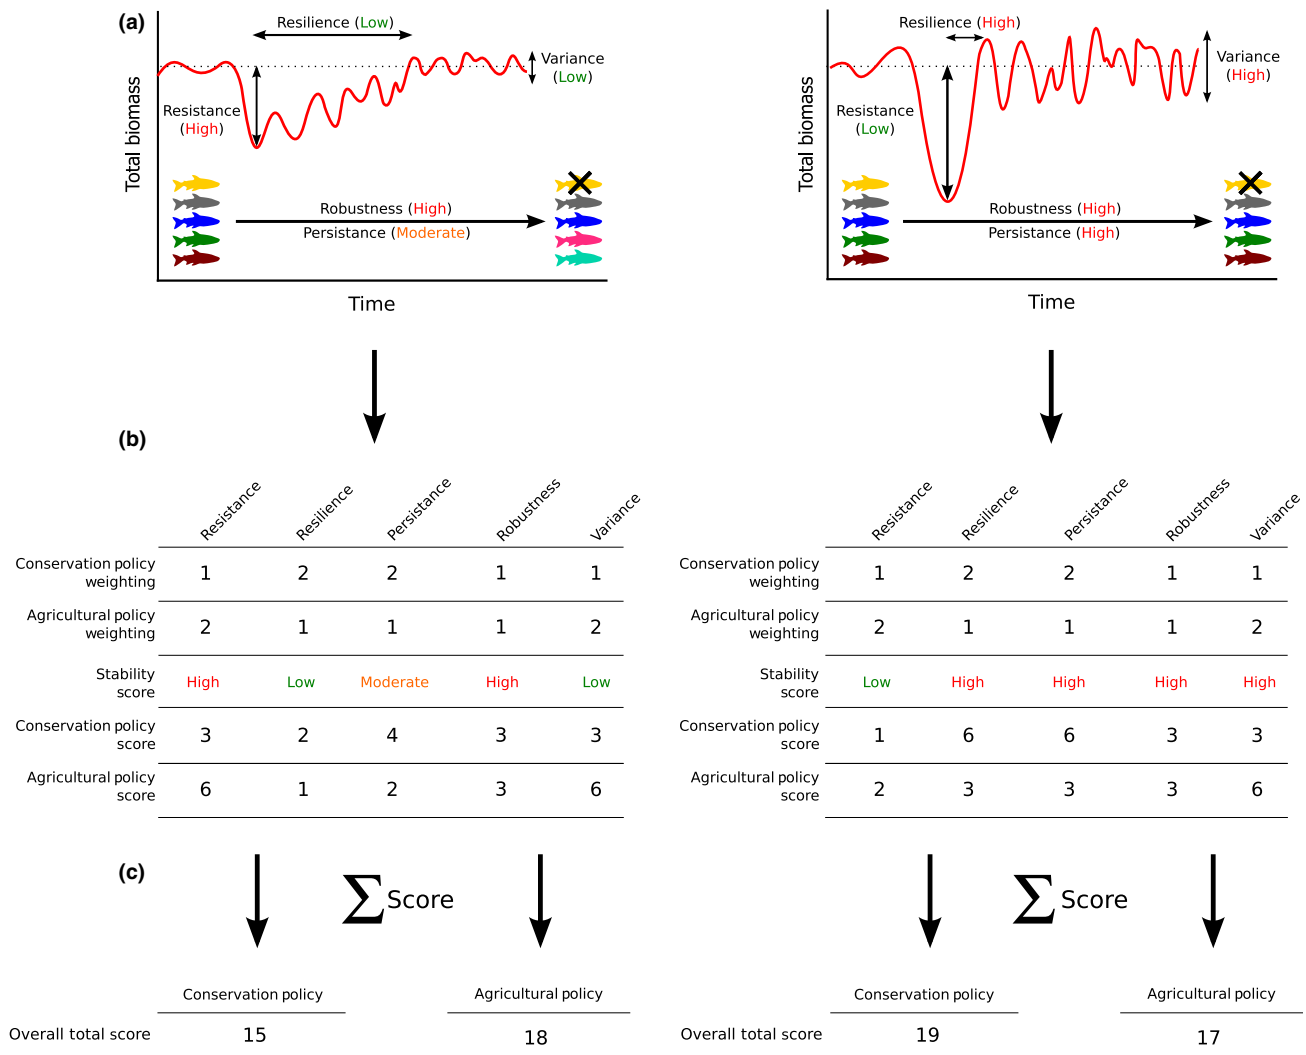 (a)
Resilience (Low)
Variance
(Low)
Resistance
(High)
Total biomass
Robustness (High)
Persistance (Moderate)
Time
Resilience (High)
Variance
(High)
Resistance
(Low)
Total biomass
Robustness (High)
Persistance (High)
Time
(b)
Resistance Resilience Persistance Robustness Variance
Conservation policy
weighting 1 2 2 1 1
Agricultural policy
weighting 2 1 1 1 2
Stability
score High Low Moderate High Low
Conservation policy
score 3 2 4 3 3
Agricultural policy
score 6 1 2 3 6
Resistance Resilience Persistance Robustness Variance
Conservation policy
weighting 1 2 2 1 1
Agricultural policy
weighting 2 1 1 1 2
Stability
score Low High High High High
Conservation policy
score 1 6 6 3 3
Agricultural policy
score 2 3 3 3 6
(c)
∑ Score
Conservation policy Agricultural policy
Overall total score 15 18
∑ Score
Conservation policy Agricultural policy
Overall total score 19 17